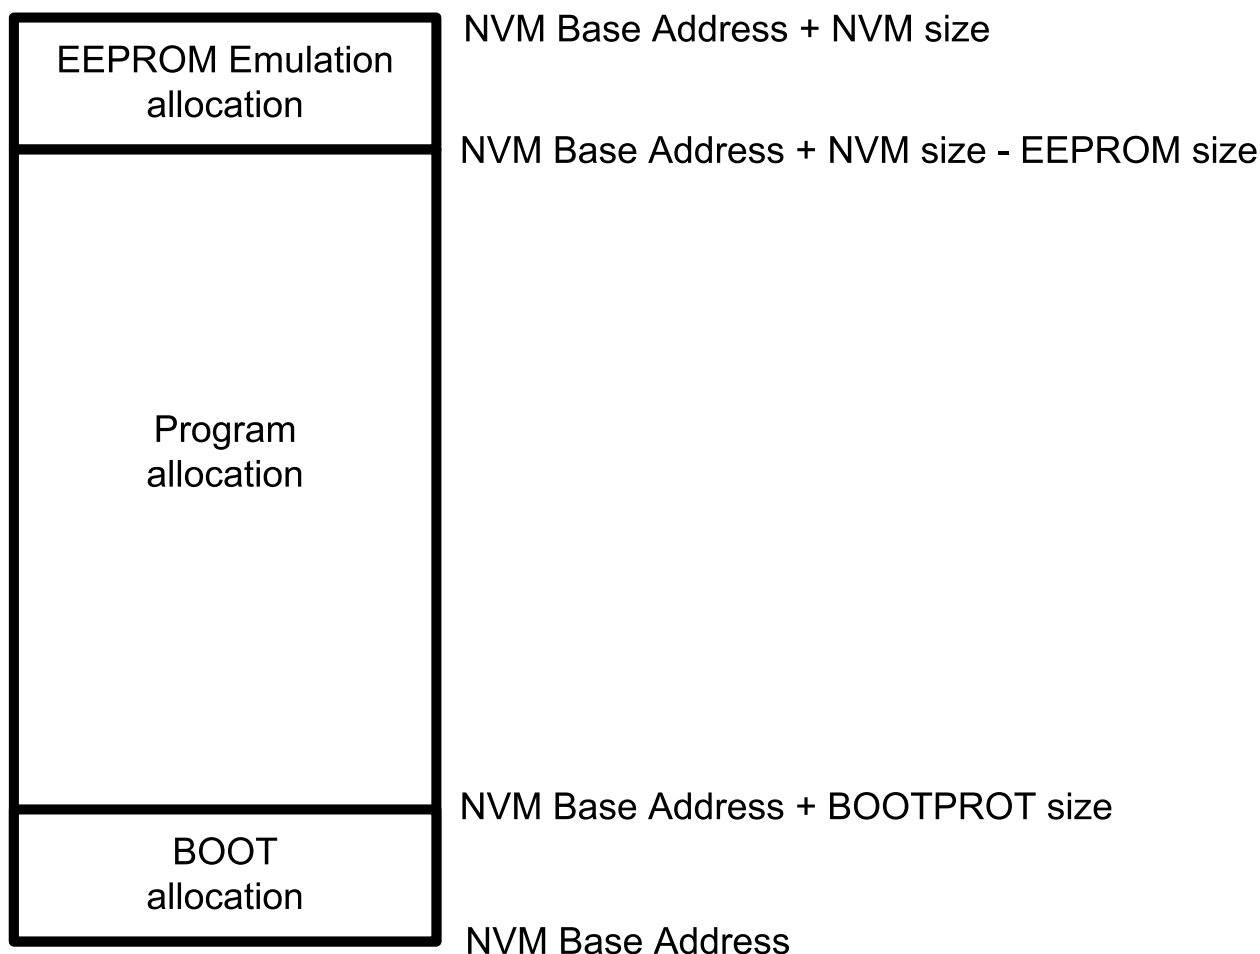 NVM Base Address + NVM size
EEPROM Emulation
allocation
NVM Base Address + NVM size - EEPROM size
Program
allocation
NVM Base Address + BOOTPROT size
BOOT
allocation
NVM Base Address